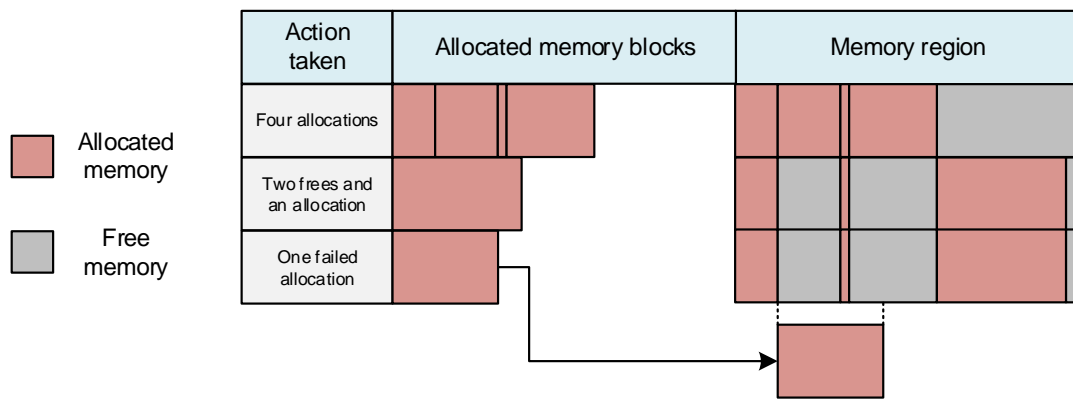 Action
taken
Allocated memory blocks
Memory region
Four allocations
Allocated
memory
Two frees and
an allocation
Free
memory
One failed
allocation